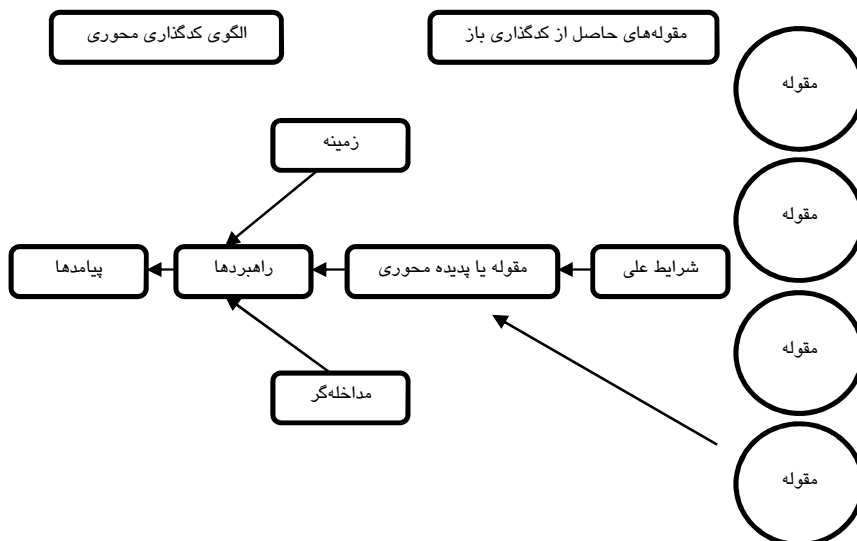 مقوله‌های حاصل از کدگذاری باز
الگوی کدگذاری محوری
مقوله
زمینه
مقوله
شرایط علی
مقوله یا پدیده محوری
راهبردها
پیامدها
مقوله
مداخله‌گر
مقوله